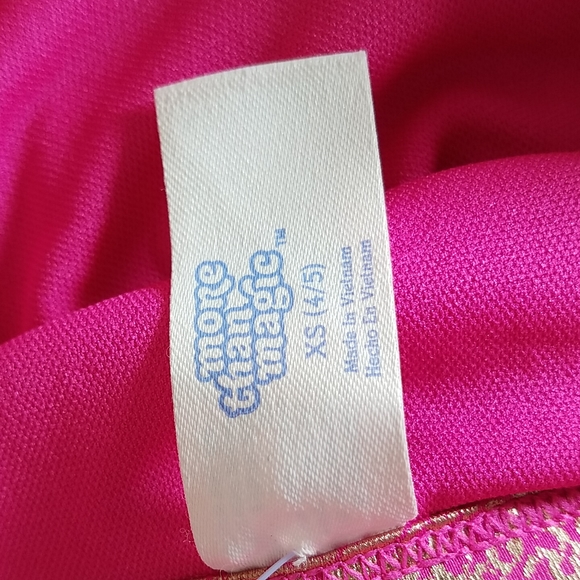 more
than
magic™
XS (4/5)
Made in Vietnam
Hecho En Vietnam